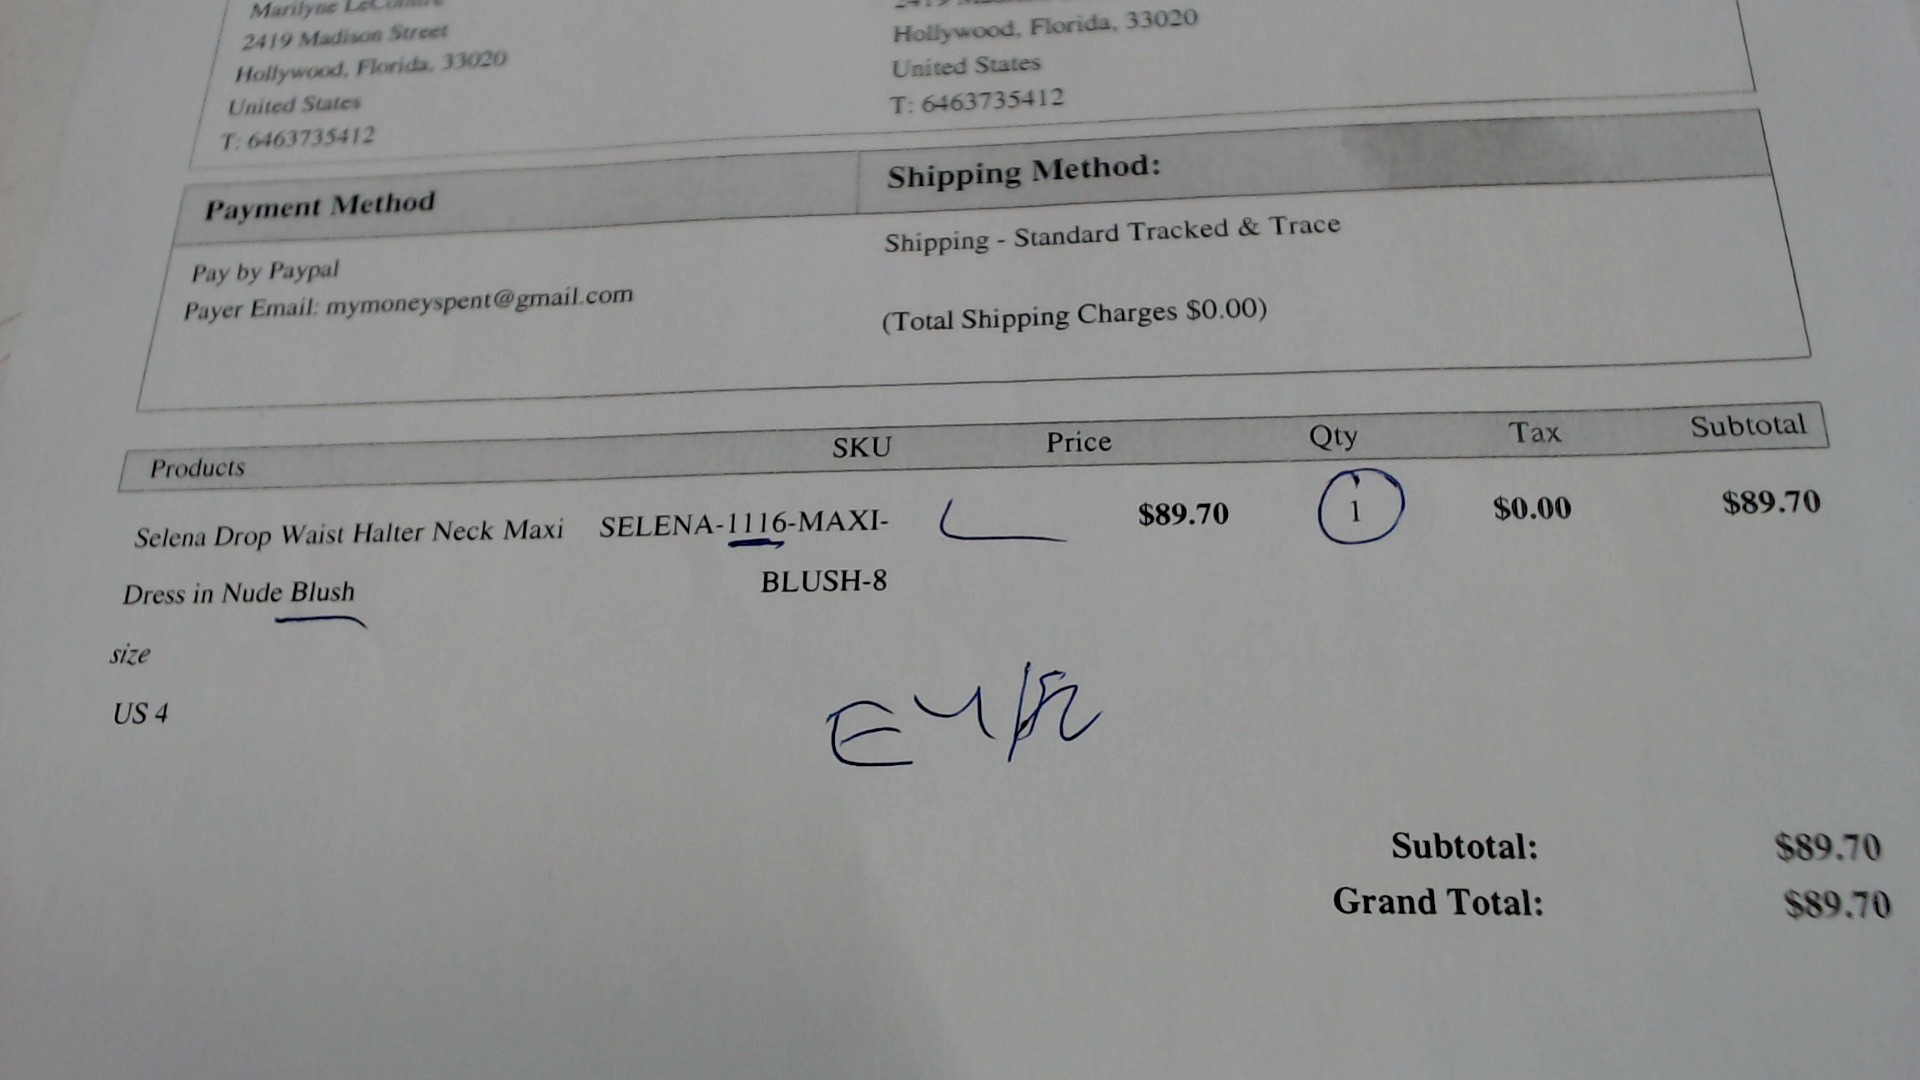 Marilyne
2419 Madison Street
Hollywood, Florida, 33020
United States
T: 6463735412
Hollywood, Florida, 33020
United States
T: 6463735412
Payment Method
Shipping Method:
Pay by Paypal
Payer Email: mymoneyspent@gmail.com
Shipping - Standard Tracked & Trace
(Total Shipping Charges $0.00)
Products SKU Price Qty Tax Subtotal
Selena Drop Waist Halter Neck Maxi SELENA-1116-MAXI- $89.70 1 $0.00 $89.70
Dress in Nude Blush BLUSH-8
size
US 4
Subtotal: $89.70
Grand Total: $89.70